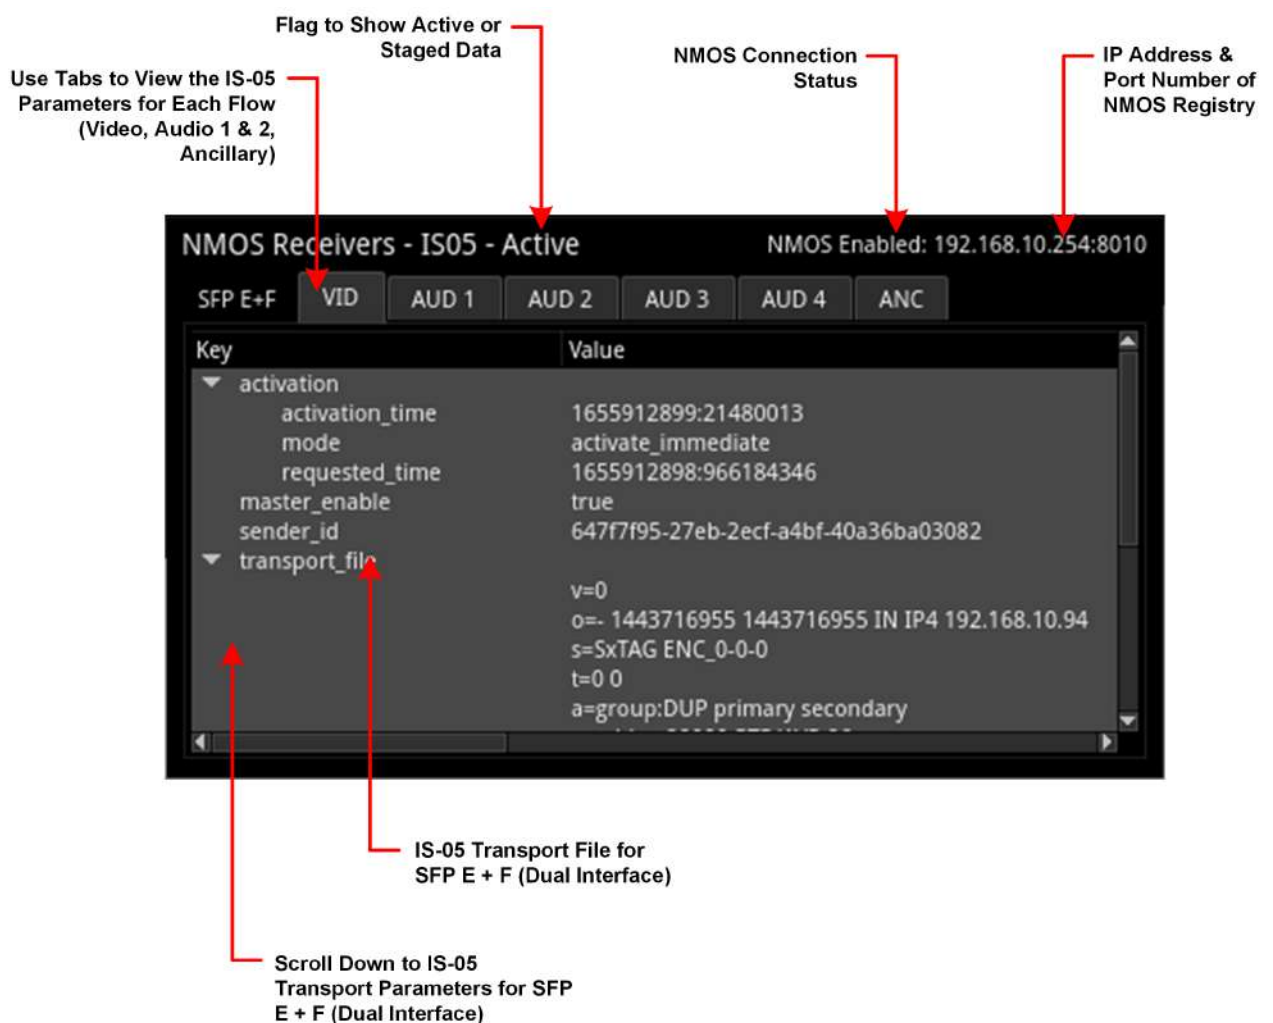 Flag to Show Active or
Staged Data
NMOS Connection
Status
IP Address &
Port Number of
NMOS Registry
Use Tabs to View the IS-05
Parameters for Each Flow
(Video, Audio 1 & 2,
Ancillary)
NMOS Receivers - IS05 - Active
NMOS Enabled: 192.168.10.254:8010
SFP E+F VID AUD 1 AUD 2 AUD 3 AUD 4 ANC
Key Value
activation
activation_time 1655912899:21480013
mode activate_immediate
requested_time 1655912898:966184346
master_enable true
sender_id 647f7f95-27eb-2ecf-a4bf-40a36ba03082
transport_file
v=0
o=- 1443716955 1443716955 IN IP4 192.168.10.94
s=SxTAG ENC_0-0-0
t=0 0
a=group:DUP primary secondary
IS-05 Transport File for
SFP E + F (Dual Interface)
Scroll Down to IS-05
Transport Parameters for SFP
E + F (Dual Interface)